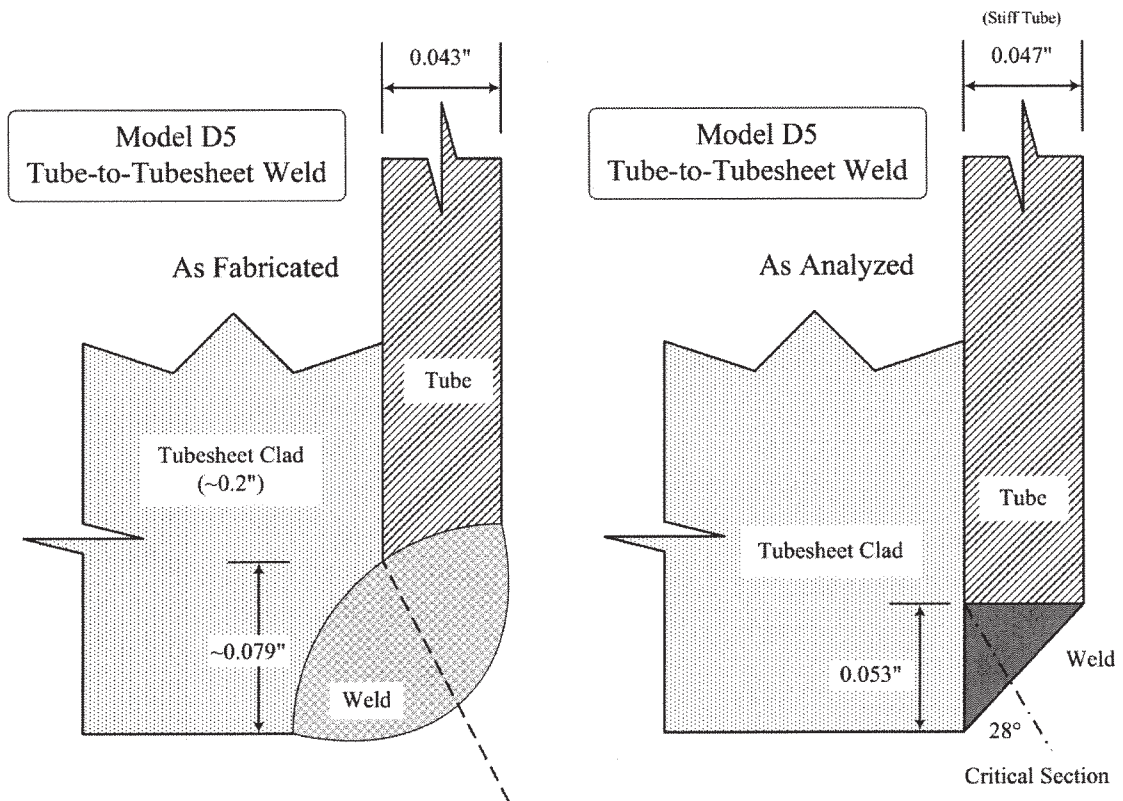 0.043"
Model D5
Tube-to-Tubesheet Weld
As Fabricated
Tube
Tubesheet Clad
(~0.2")
~0.079"
Weld
(Stiff Tube)
0.047"
Model D5
Tube-to-Tubesheet Weld
As Analyzed
Tube
Tubesheet Clad
0.053"
Weld
28°
Critical Section